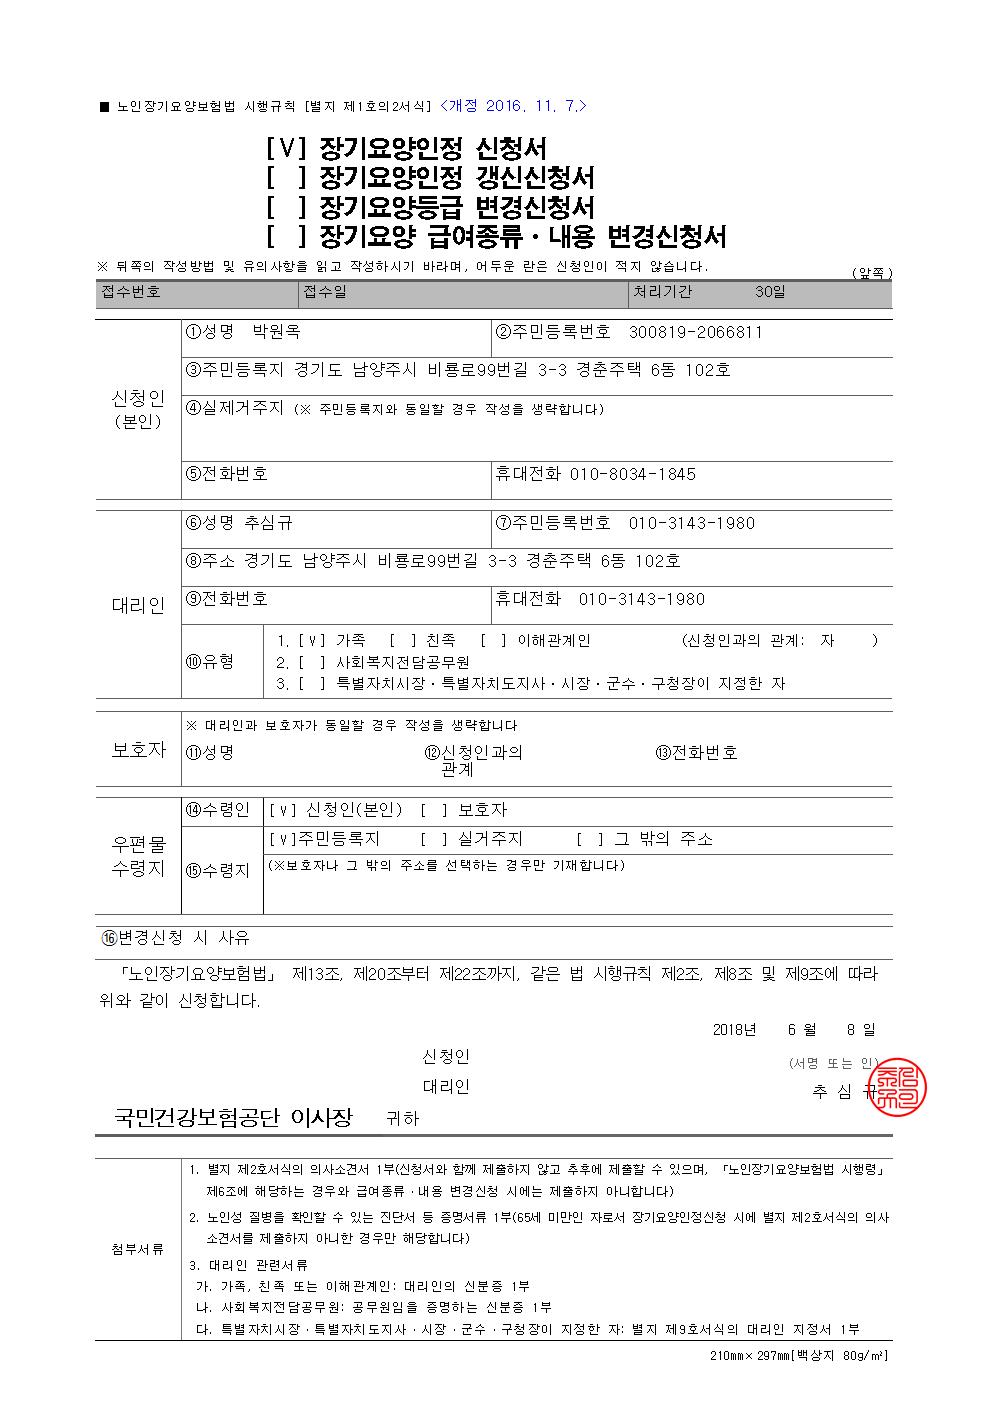 ■ 노인장기요양보험법 시행규칙 [별지 제1호의2서식] <개정 2016. 11. 7.>
[V] 장기요양인정 신청서
[ ] 장기요양인정 갱신신청서
[ ] 장기요양등급 변경신청서
[ ] 장기요양 급여종류·내용 변경신청서
※ 뒤쪽의 작성방법 및 유의사항을 읽고 작성하시기 바라며, 어두운 란은 신청인이 적지 않습니다.
(앞쪽)
접수번호 접수일 처리기간 30일
신청인
(본인)
①성명 박원옥 ②주민등록번호 300819-2066811
③주민등록지 경기도 남양주시 비룡로99번길 3-3 경춘주택 6동 102호
④실제거주지 (※ 주민등록지와 동일할 경우 작성을 생략합니다)
⑤전화번호 휴대전화 010-8034-1845
대리인
⑥성명 추심규 ⑦주민등록번호 010-3143-1980
⑧주소 경기도 남양주시 비룡로99번길 3-3 경춘주택 6동 102호
⑨전화번호 휴대전화 010-3143-1980
⑩유형
1. [v] 가족 [ ] 친족 [ ] 이해관계인 (신청인과의 관계: 자 )
2. [ ] 사회복지전담공무원
3. [ ] 특별자치시장·특별자치도지사·시장·군수·구청장이 지정한 자
보호자
※ 대리인과 보호자가 동일할 경우 작성을 생략합니다
⑪성명 ⑫신청인과의 ⑬전화번호
관계
우편물
수령지
⑭수령인 [v] 신청인(본인) [ ] 보호자
⑮수령지
[v]주민등록지 [ ] 실거주지 [ ] 그 밖의 주소
(※보호자나 그 밖의 주소를 선택하는 경우만 기재합니다)
⑯변경신청 시 사유
「노인장기요양보험법」 제13조, 제20조부터 제22조까지, 같은 법 시행규칙 제2조, 제8조 및 제9조에 따라
위와 같이 신청합니다.
2018년 6 월 8 일
신청인 (서명 또는 인)
대리인 추 심 규
국민건강보험공단 이사장 귀하
첨부서류
1. 별지 제2호서식의 의사소견서 1부(신청서와 함께 제출하지 않고 추후에 제출할 수 있으며, 「노인장기요양보험법 시행령」
제6조에 해당하는 경우와 급여종류·내용 변경신청 시에는 제출하지 아니합니다)
2. 노인성 질병을 확인할 수 있는 진단서 등 증명서류 1부(65세 미만인 자로서 장기요양인정신청 시에 별지 제2호서식의 의사
소견서를 제출하지 아니한 경우만 해당합니다)
3. 대리인 관련서류
가. 가족, 친족 또는 이해관계인: 대리인의 신분증 1부
나. 사회복지전담공무원: 공무원임을 증명하는 신분증 1부
다. 특별자치시장·특별자치도지사·시장·군수·구청장이 지정한 자: 별지 제9호서식의 대리인 지정서 1부
210mm×297mm[백상지 80g/㎡]